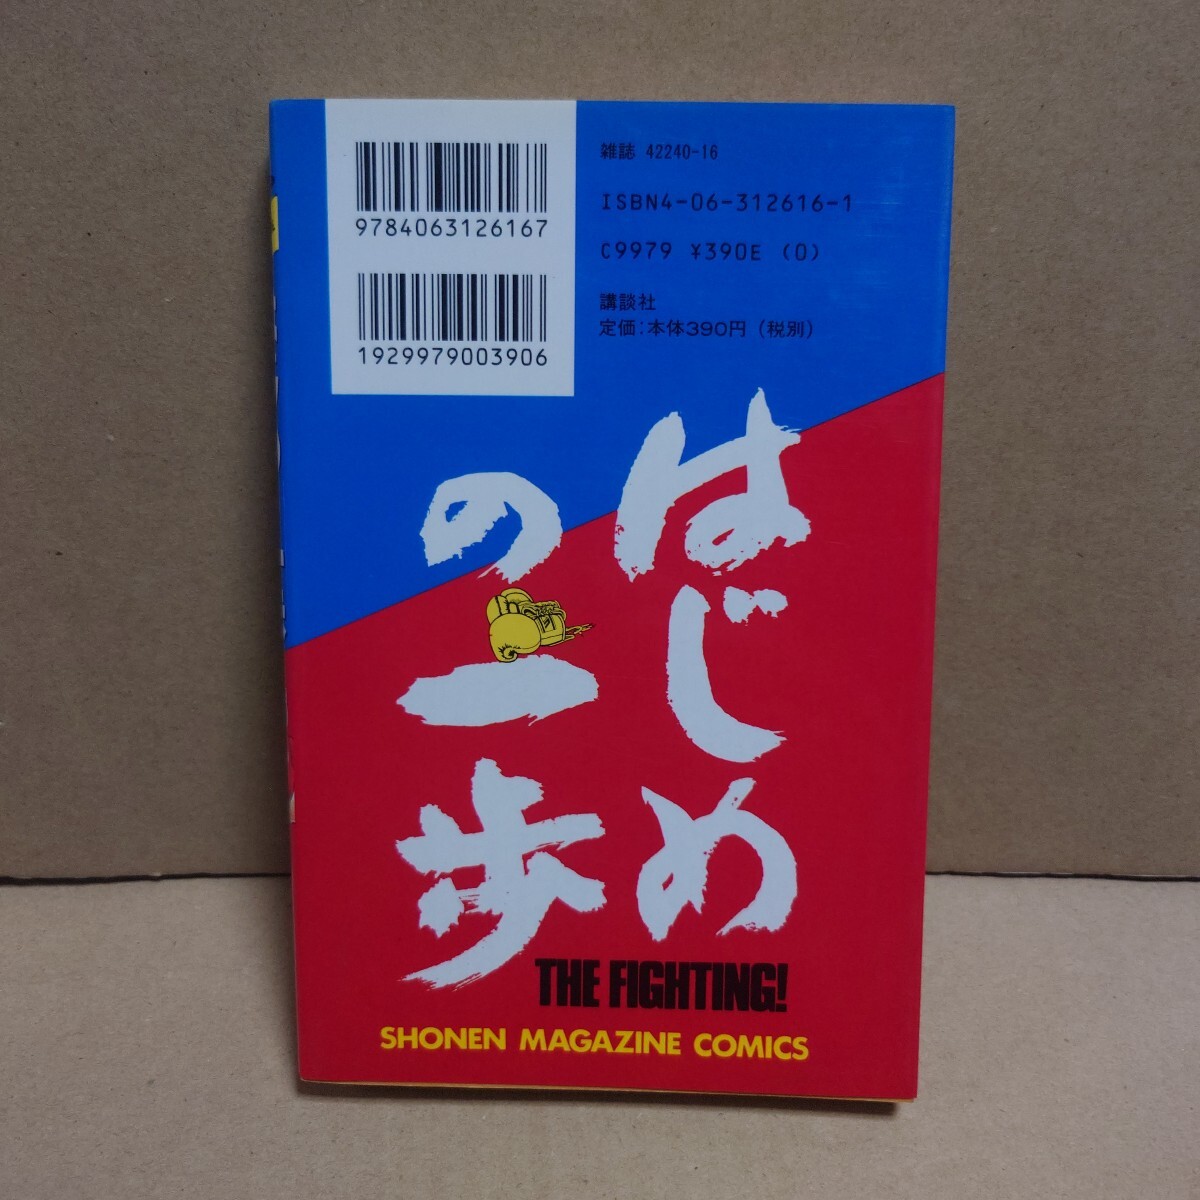 9784063126167
1929979003906
雑誌 42240-16
ISBN4-06-312616-1
C9979 ¥390E (0)
講談社
定価:本体390円(税別)
はじめ
の一歩
THE FIGHTING!
SHONEN MAGAZINE COMICS